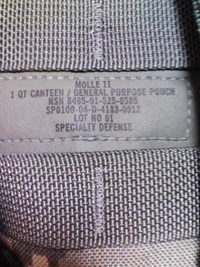 MOLLE II
1 QT CANTEEN / GENERAL PURPOSE POUCH
NSN 8465-01-525-0585
SP0100-04-D-4183-0012
LOT NO 01
SPECIALTY DEFENSE